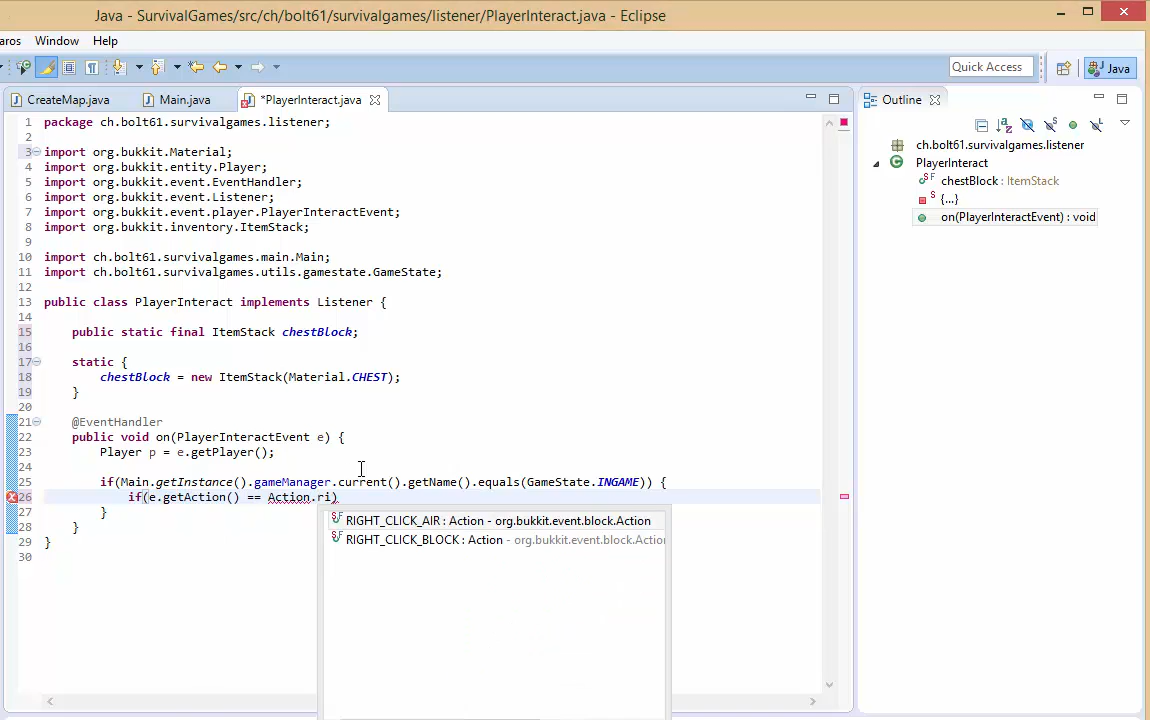 Java - SurvivalGames/src/ch/bolt61/survivalgames/listener/PlayerInteract.java - Eclipse
aros Window Help
Quick Access Java
CreateMap.java Main.java *PlayerInteract.java Outline
1 package ch.bolt61.survivalgames.listener;
2
3 import org.bukkit.Material;
4 import org.bukkit.entity.Player;
5 import org.bukkit.event.EventHandler;
6 import org.bukkit.event.Listener;
7 import org.bukkit.event.player.PlayerInteractEvent;
8 import org.bukkit.inventory.ItemStack;
9
10 import ch.bolt61.survivalgames.main.Main;
11 import ch.bolt61.survivalgames.utils.gamestate.GameState;
12
13 public class PlayerInteract implements Listener {
14
15 public static final ItemStack chestBlock;
16
17 static {
18 chestBlock = new ItemStack(Material.CHEST);
19 }
20
21 @EventHandler
22 public void on(PlayerInteractEvent e) {
23 Player p = e.getPlayer();
24
25 if(Main.getInstance().gameManager.current().getName().equals(GameState.INGAME)) {
26 if(e.getAction() == Action.ri)
27 }
28 }
29 }
30
RIGHT_CLICK_AIR : Action - org.bukkit.event.block.Action
RIGHT_CLICK_BLOCK : Action - org.bukkit.event.block.Action
ch.bolt61.survivalgames.listener
PlayerInteract
chestBlock : ItemStack
{...}
on(PlayerInteractEvent) : void